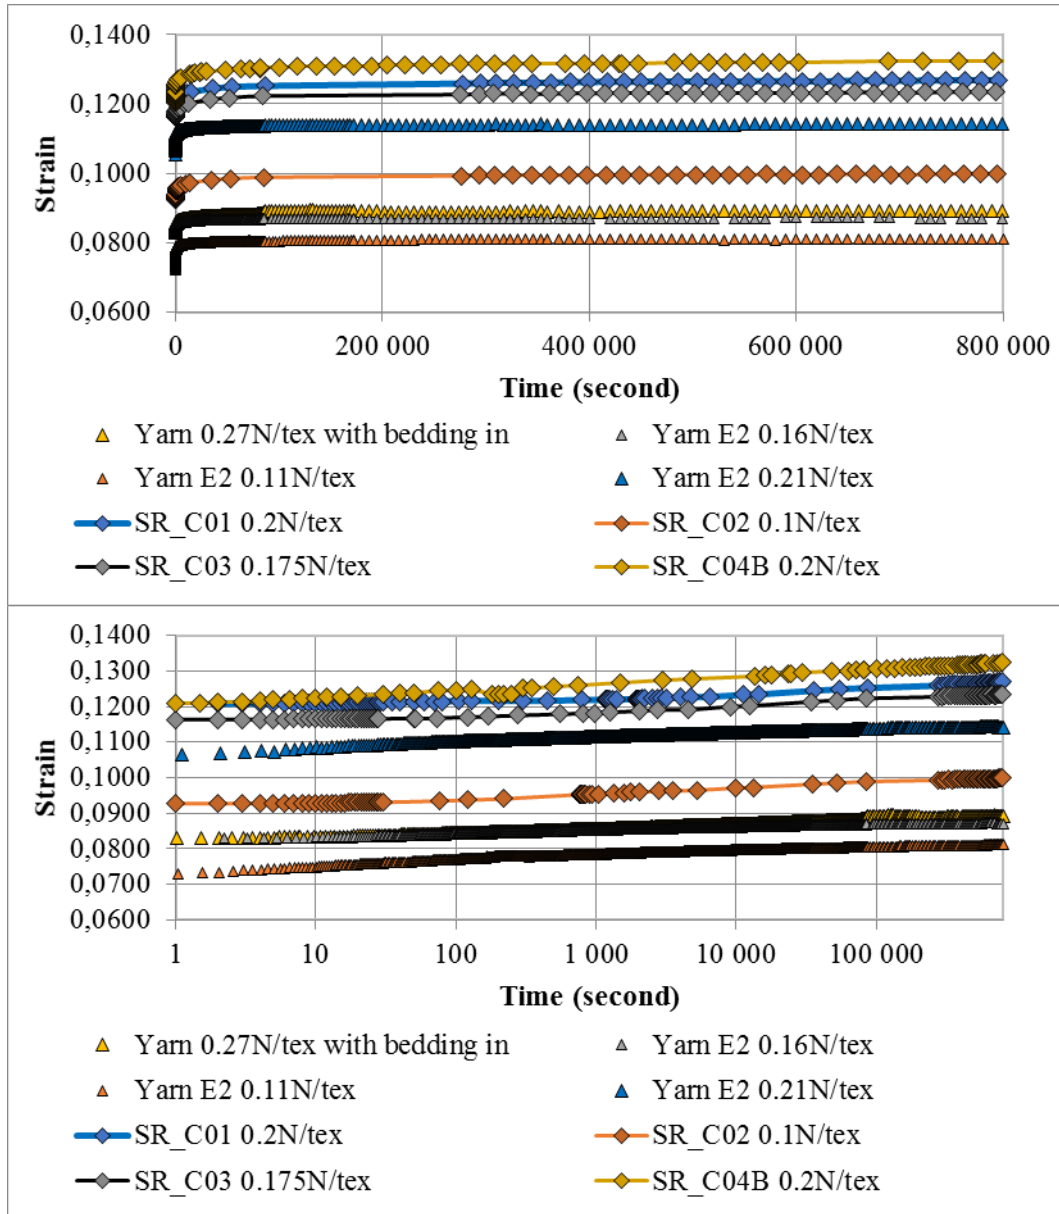 0,1400
0,1200
0,1000
0,0800
0,0600
Strain
0
200 000
400 000
600 000
800 000
Time (second)
Yarn 0.27N/tex with bedding in
Yarn E2 0.16N/tex
Yarn E2 0.11N/tex
Yarn E2 0.21N/tex
SR_C01 0.2N/tex
SR_C02 0.1N/tex
SR_C03 0.175N/tex
SR_C04B 0.2N/tex
0,1400
0,1300
0,1200
0,1100
0,1000
0,0900
0,0800
0,0700
0,0600
Strain
1
10
100
1 000
10 000
100 000
Time (second)
Yarn 0.27N/tex with bedding in
Yarn E2 0.16N/tex
Yarn E2 0.11N/tex
Yarn E2 0.21N/tex
SR_C01 0.2N/tex
SR_C02 0.1N/tex
SR_C03 0.175N/tex
SR_C04B 0.2N/tex